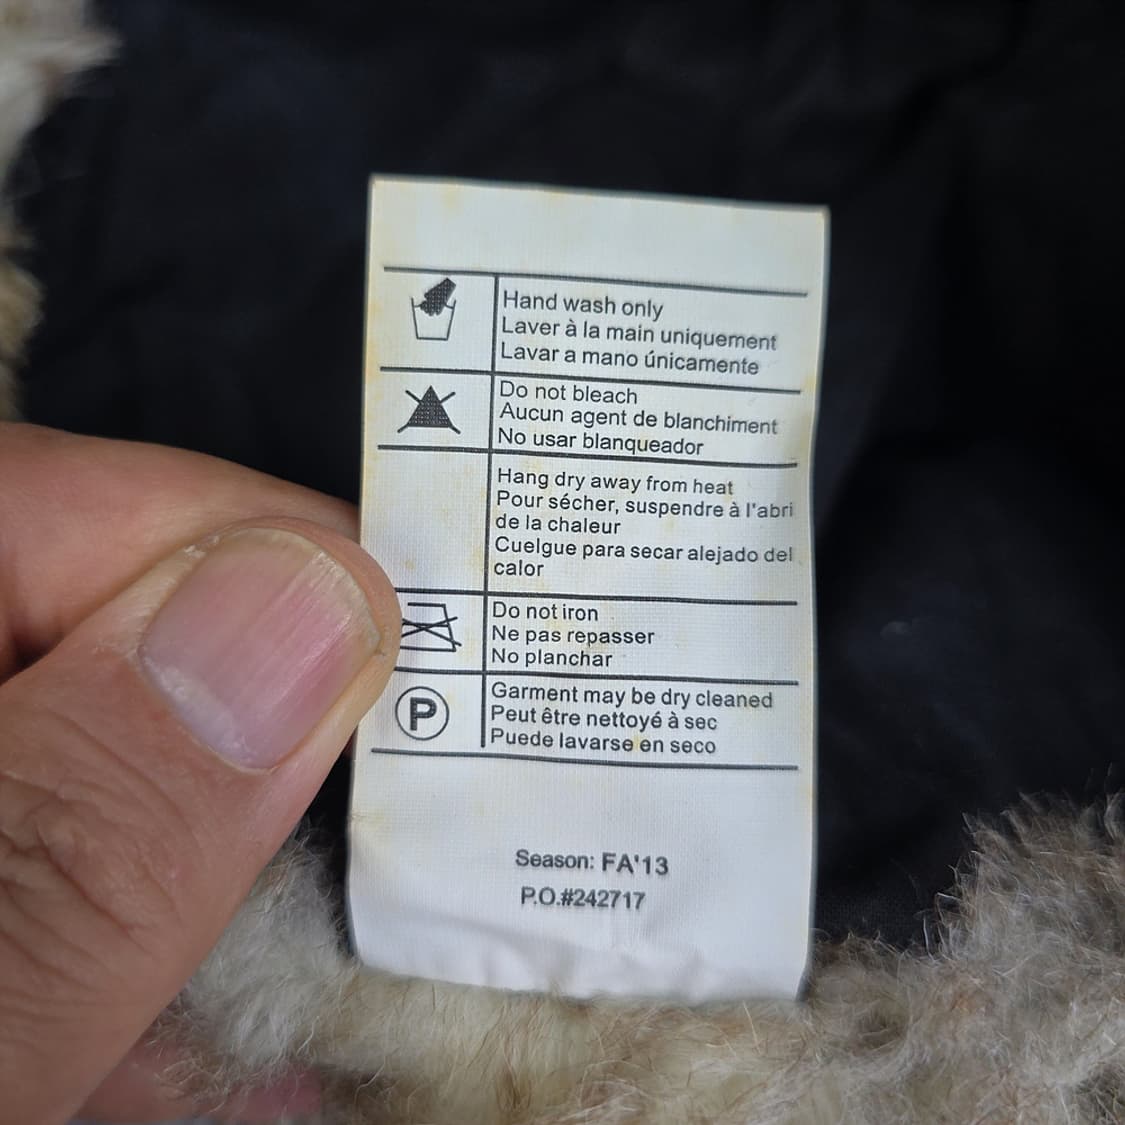 Hand wash only
Laver à la main uniquement
Lavar a mano únicamente
Do not bleach
Aucun agent de blanchiment
No usar blanqueador
Hang dry away from heat
Pour sécher, suspendre à l'abri
de la chaleur
Cuelgue para secar alejado del
calor
Do not iron
Ne pas repasser
No planchar
P
Garment may be dry cleaned
Peut être nettoyé à sec
Puede lavarse en seco
Season: FA'13
P.O.#242717